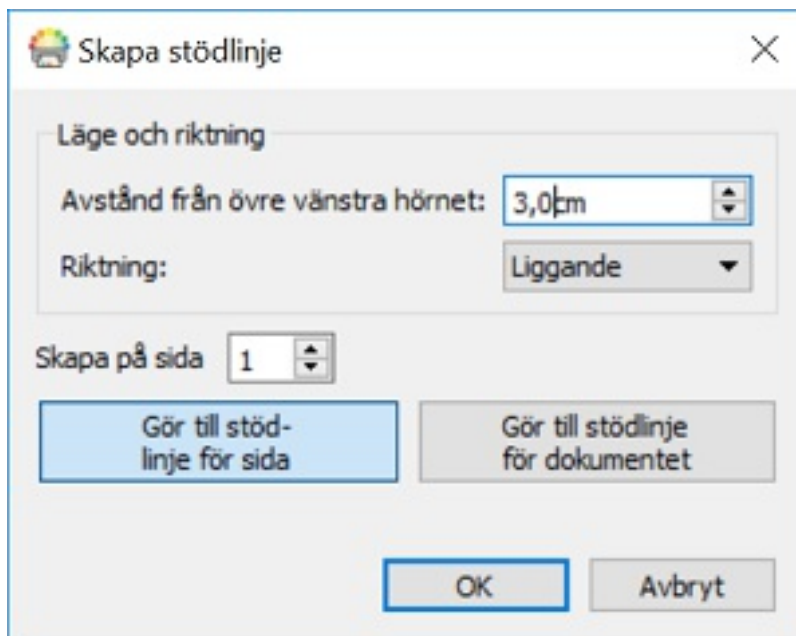 Skapa stödlinje
Läge och riktning
Avstånd från övre vänstra hörnet: 3,0cm
Riktning: Liggande
Skapa på sida 1
Gör till stöd-
linje för sida
Gör till stödlinje
för dokumentet
OK Avbryt